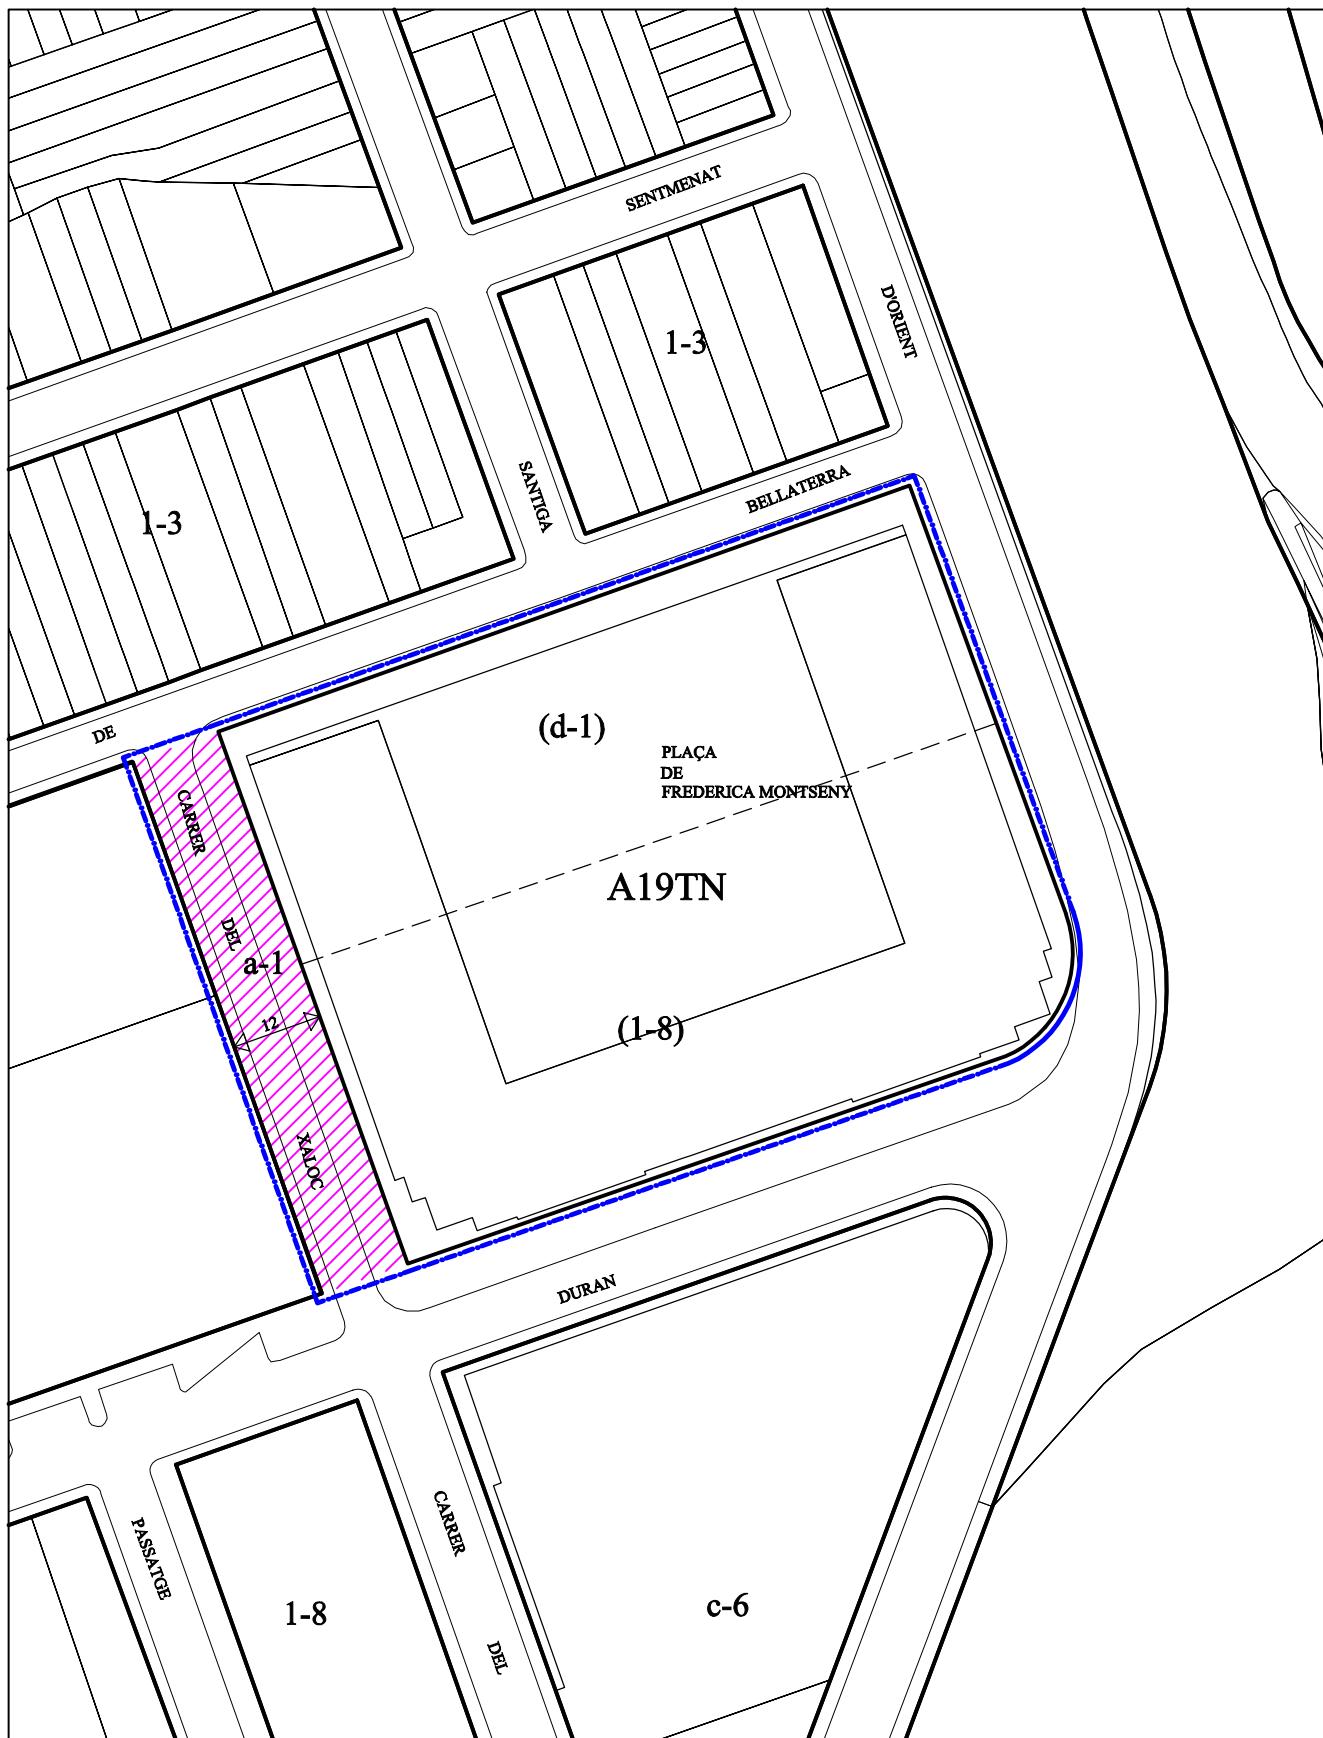 SENTMENAT
D'ORIENT
1-3
SANTIGA
BELLATERRA
1-3
DE
(d-1)
PLAÇA
DE
FREDERICA MONTSENY
CARRER
A19TN
DEL
a-1
12
(1-8)
XALOC
DURAN
CARRER
PASSATGE
1-8
c-6
DEL